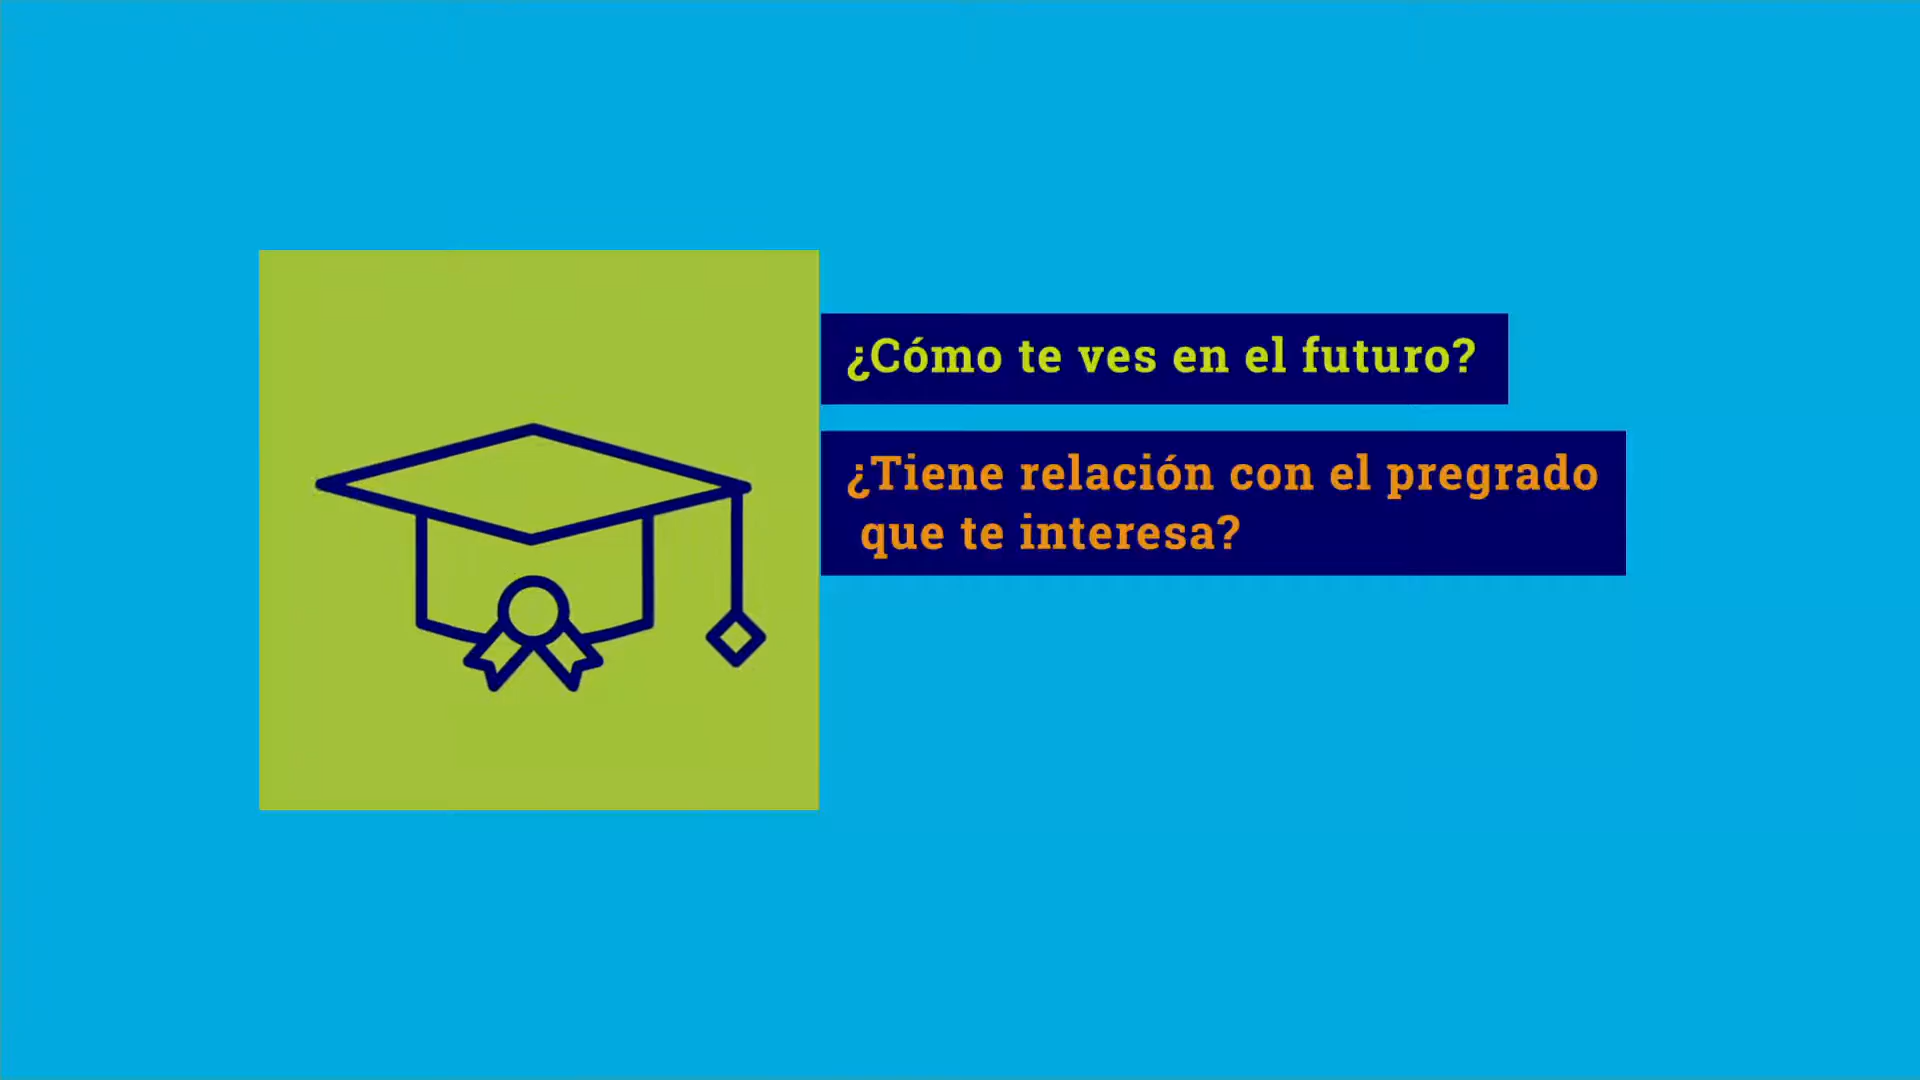 ¿Cómo te ves en el futuro?
¿Tiene relación con el pregrado
que te interesa?